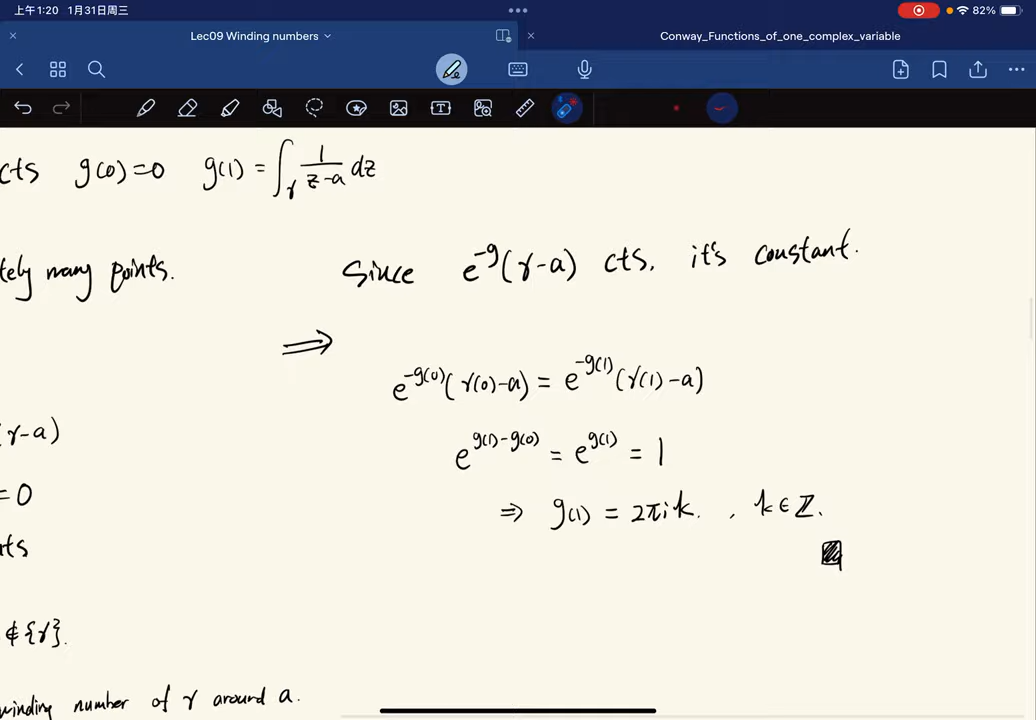 上午1:20 1月31日周三
82%
Lec09 Winding numbers
Conway_Functions_of_one_complex_variable
cts g(0)=0 g(1) = ∫_γ 1/(z-a) dz
tely many points.
Since e^{-g}(γ-a) cts, it's constant.
⟹
e^{-g(0)}(γ(0)-a) = e^{-g(1)}(γ(1)-a)
(γ-a)
e^{g(1)-g(0)} = e^{g(1)} = 1
= 0
⇒ g(1) = 2πik. , k∈ℤ.
nts
∉{γ}.
winding number of γ around a.